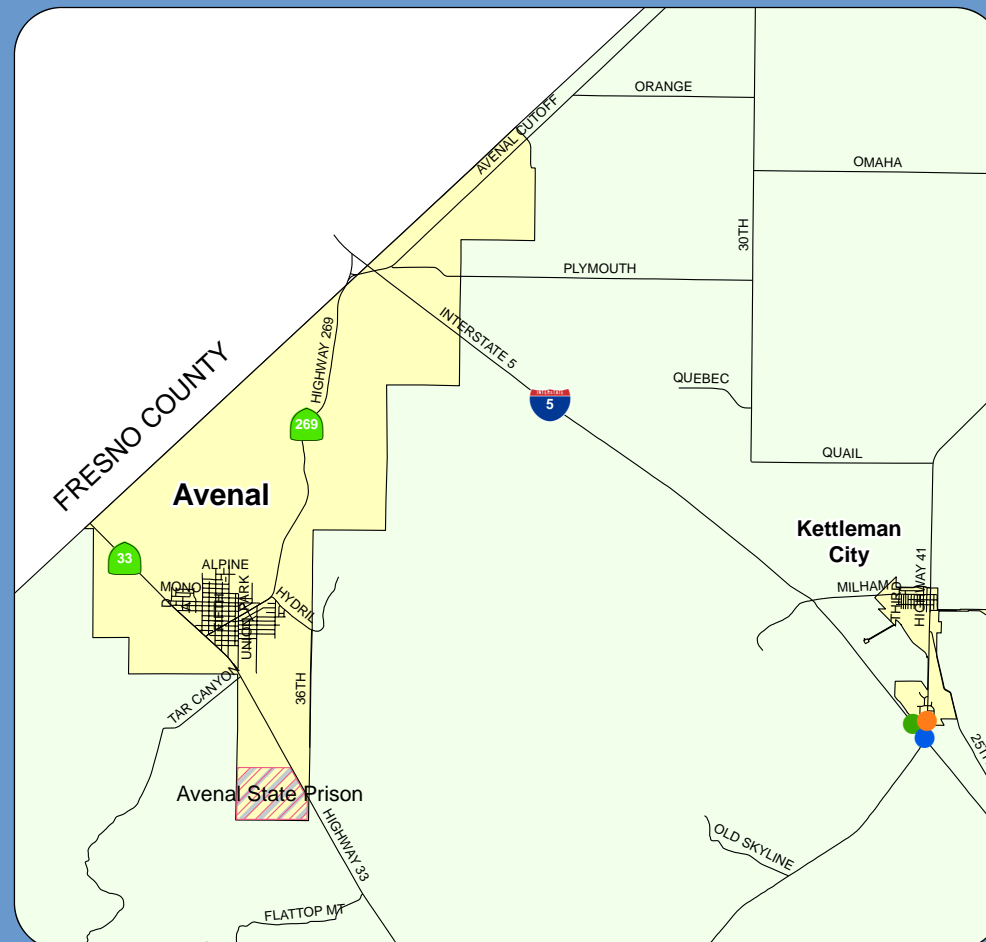 ORANGE
AVENAL CUTOFF
OMAHA
30TH
PLYMOUTH
INTERSTATE 5
HIGHWAY 269
FRESNO COUNTY
QUEBEC
5
269
QUAIL
Avenal
Kettleman
City
33
ALPINE
MONO
HYDRIL
UNION
PARK
MILHAM
THIRD
HIGHWAY 41
36TH
TAR CANYON
25TH
Avenal State Prison
HIGHWAY 33
OLD SKYLINE
FLATTOP MT